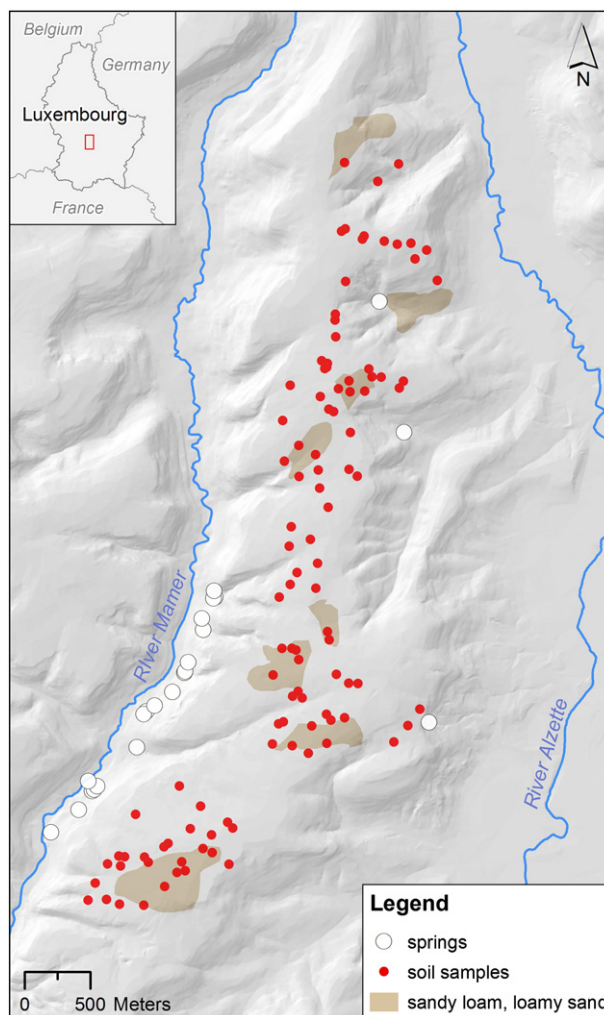 Belgium
Germany
Luxembourg
France
N
River Mamer
River Alzette
Legend
springs
soil samples
sandy loam, loamy sand
0 500 Meters